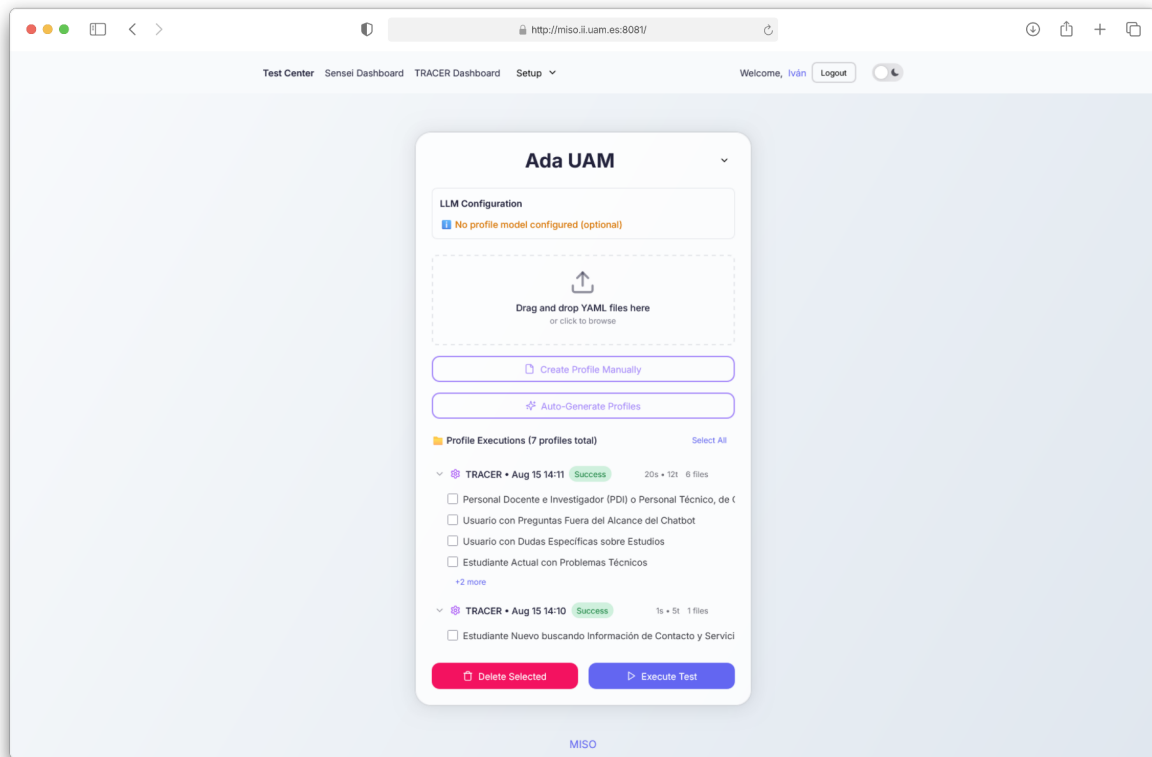 http://miso.ii.uam.es:8081/
Test Center Sensei Dashboard TRACER Dashboard Setup Welcome, Iván Logout
Ada UAM
LLM Configuration
No profile model configured (optional)
Drag and drop YAML files here
or click to browse
Create Profile Manually
Auto-Generate Profiles
Profile Executions (7 profiles total) Select All
TRACER • Aug 15 14:11 Success 20s • 12t 6 files
Personal Docente e Investigador (PDI) o Personal Técnico, de
Usuario con Preguntas Fuera del Alcance del Chatbot
Usuario con Dudas Específicas sobre Estudios
Estudiante Actual con Problemas Técnicos
+2 more
TRACER • Aug 15 14:10 Success 1s • 5t 1 files
Estudiante Nuevo buscando Información de Contacto y Servici
Delete Selected Execute Test
MISO